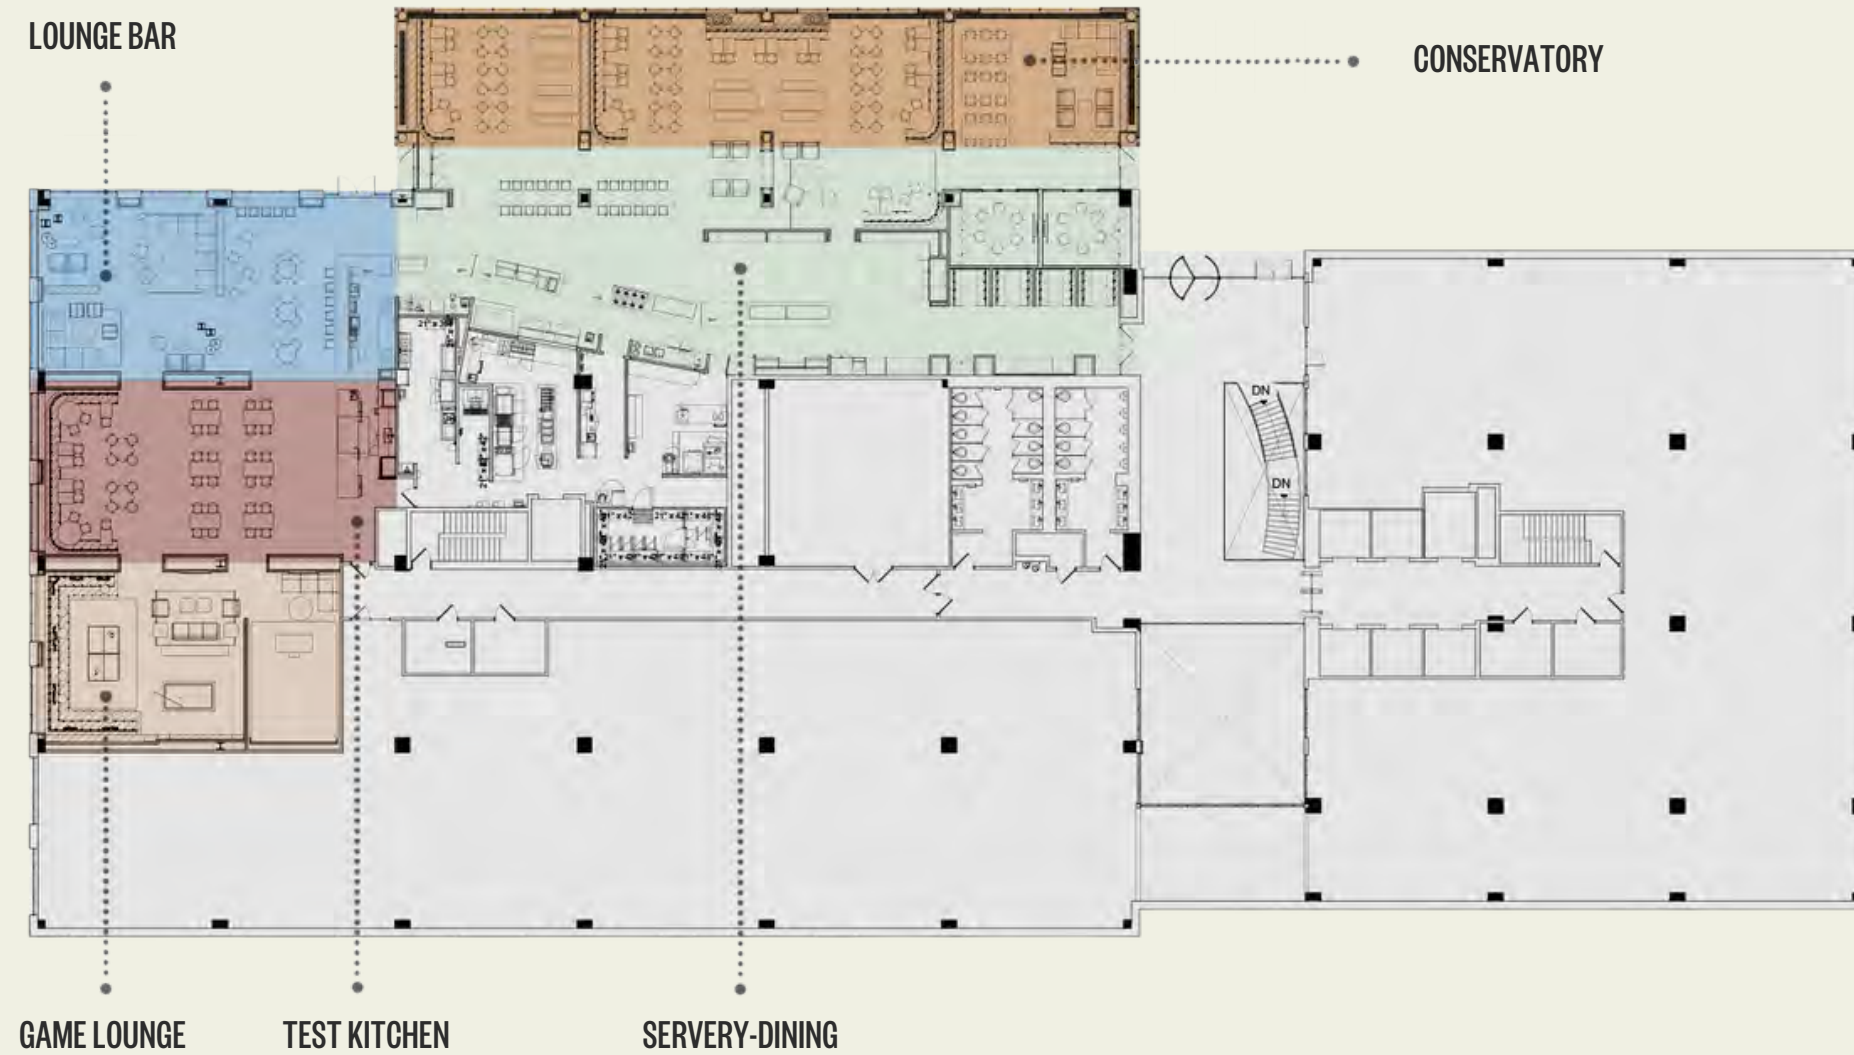 LOUNGE BAR
CONSERVATORY
DN
DN
GAME LOUNGE
TEST KITCHEN
SERVERY-DINING